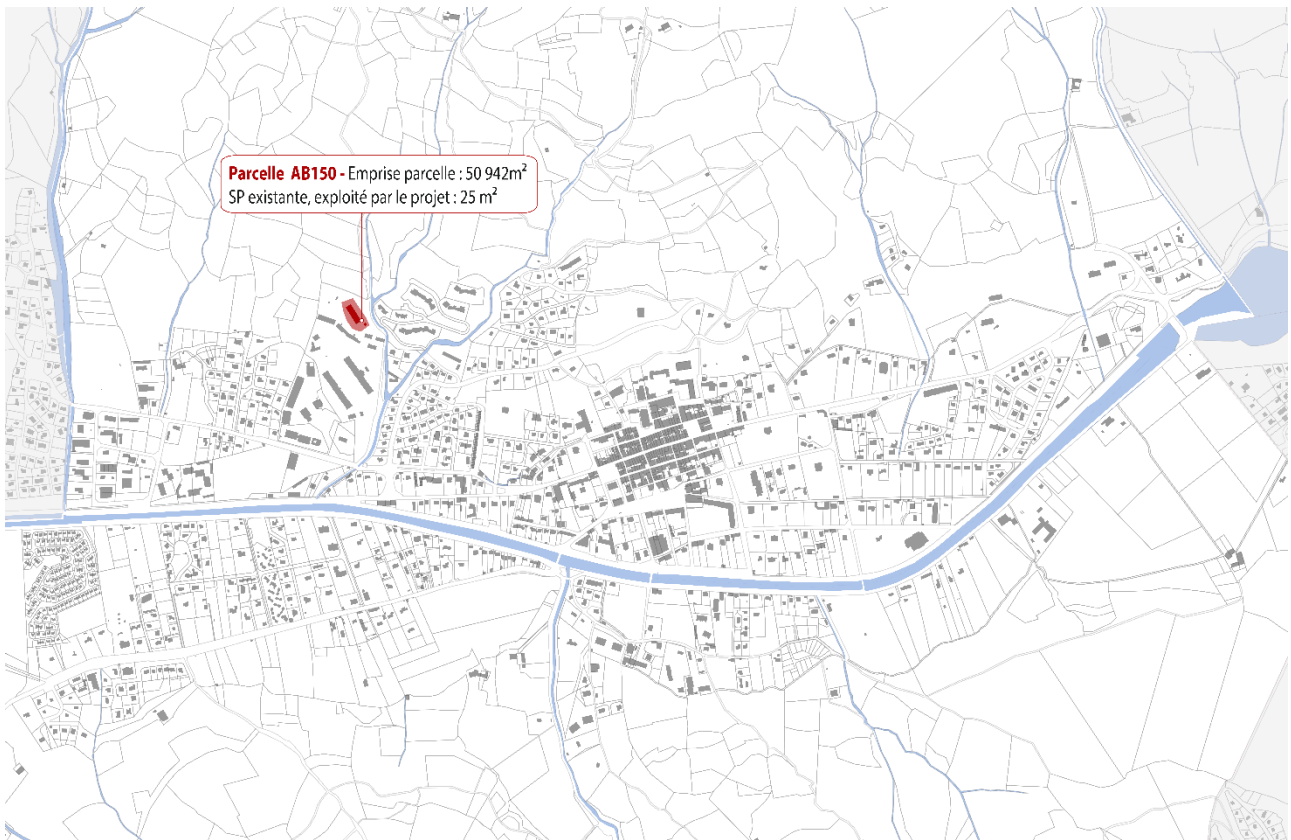 Parcelle AB150 - Emprise parcelle : 50 942m²
SP existante, exploité par le projet : 25 m²